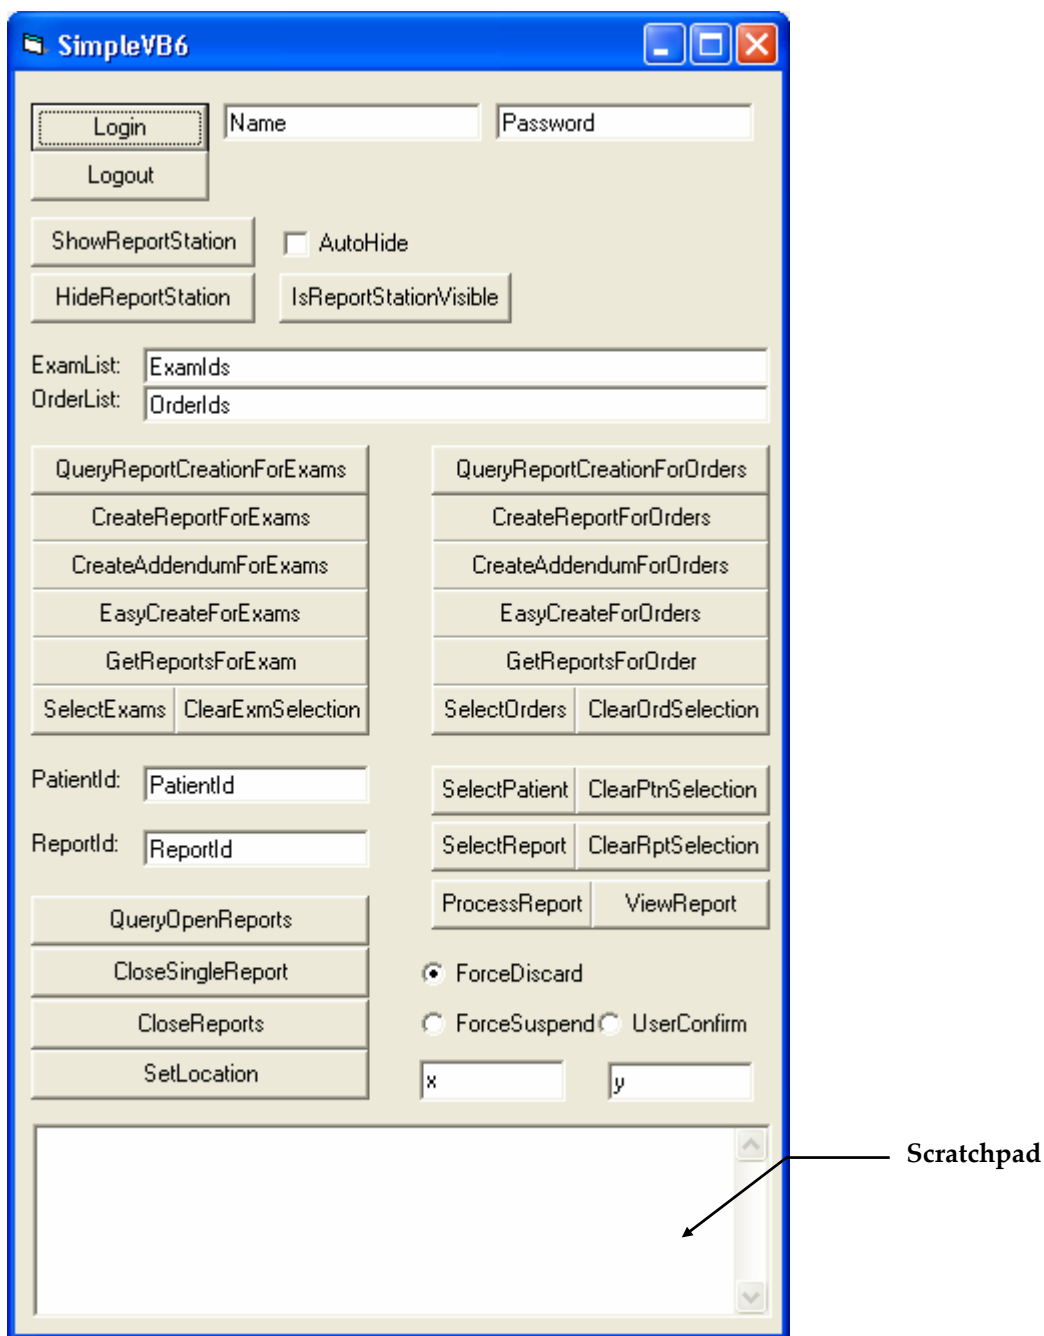 SimpleVB6
Login Name Password
Logout
ShowReportStation AutoHide
HideReportStation IsReportStationVisible
ExamList: ExamIds
OrderList: OrderIds
QueryReportCreationForExams QueryReportCreationForOrders
CreateReportForExams CreateReportForOrders
CreateAddendumForExams CreateAddendumForOrders
EasyCreateForExams EasyCreateForOrders
GetReportsForExam GetReportsForOrder
SelectExams ClearExmSelection SelectOrders ClearOrdSelection
PatientId: PatientId SelectPatient ClearPtnSelection
ReportId: ReportId SelectReport ClearRptSelection
ProcessReport ViewReport
QueryOpenReports
CloseSingleReport ForceDiscard
CloseReports ForceSuspend UserConfirm
SetLocation x y
Scratchpad